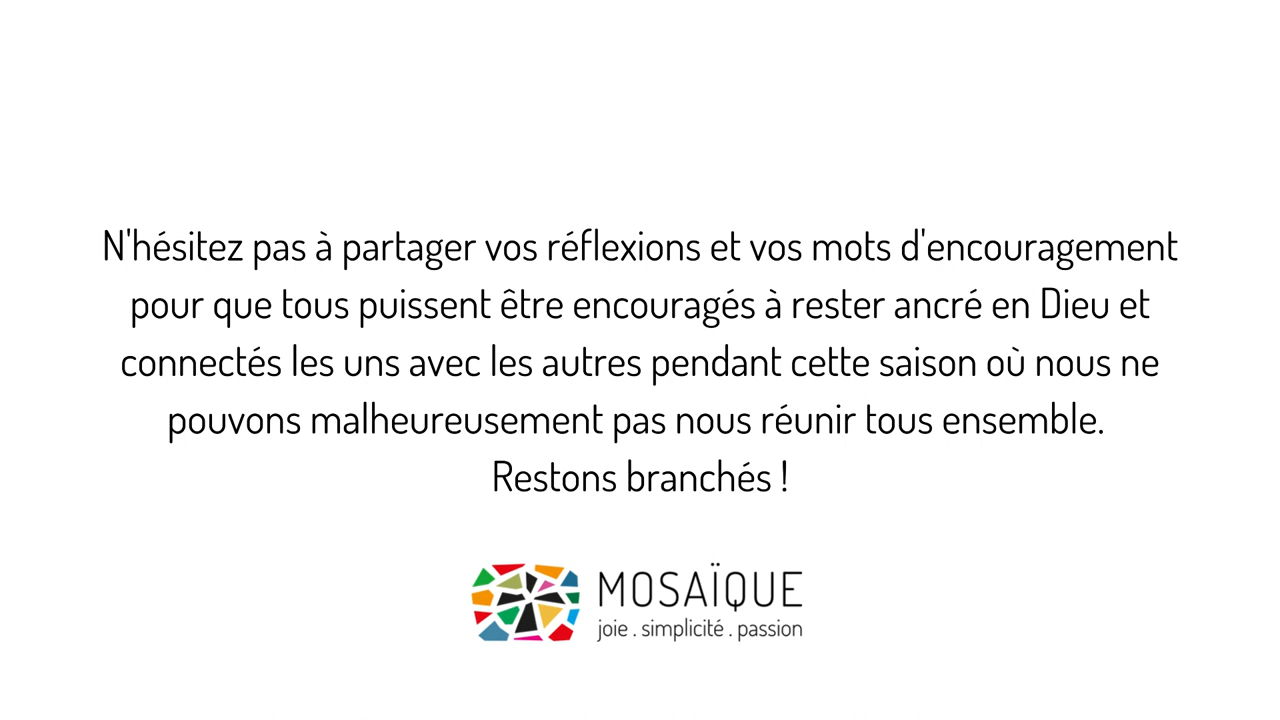 N'hésitez pas à partager vos réflexions et vos mots d'encouragement
pour que tous puissent être encouragés à rester ancré en Dieu et
connectés les uns avec les autres pendant cette saison où nous ne
pouvons malheureusement pas nous réunir tous ensemble.
Restons branchés !
MOSAÏQUE
joie . simplicité . passion